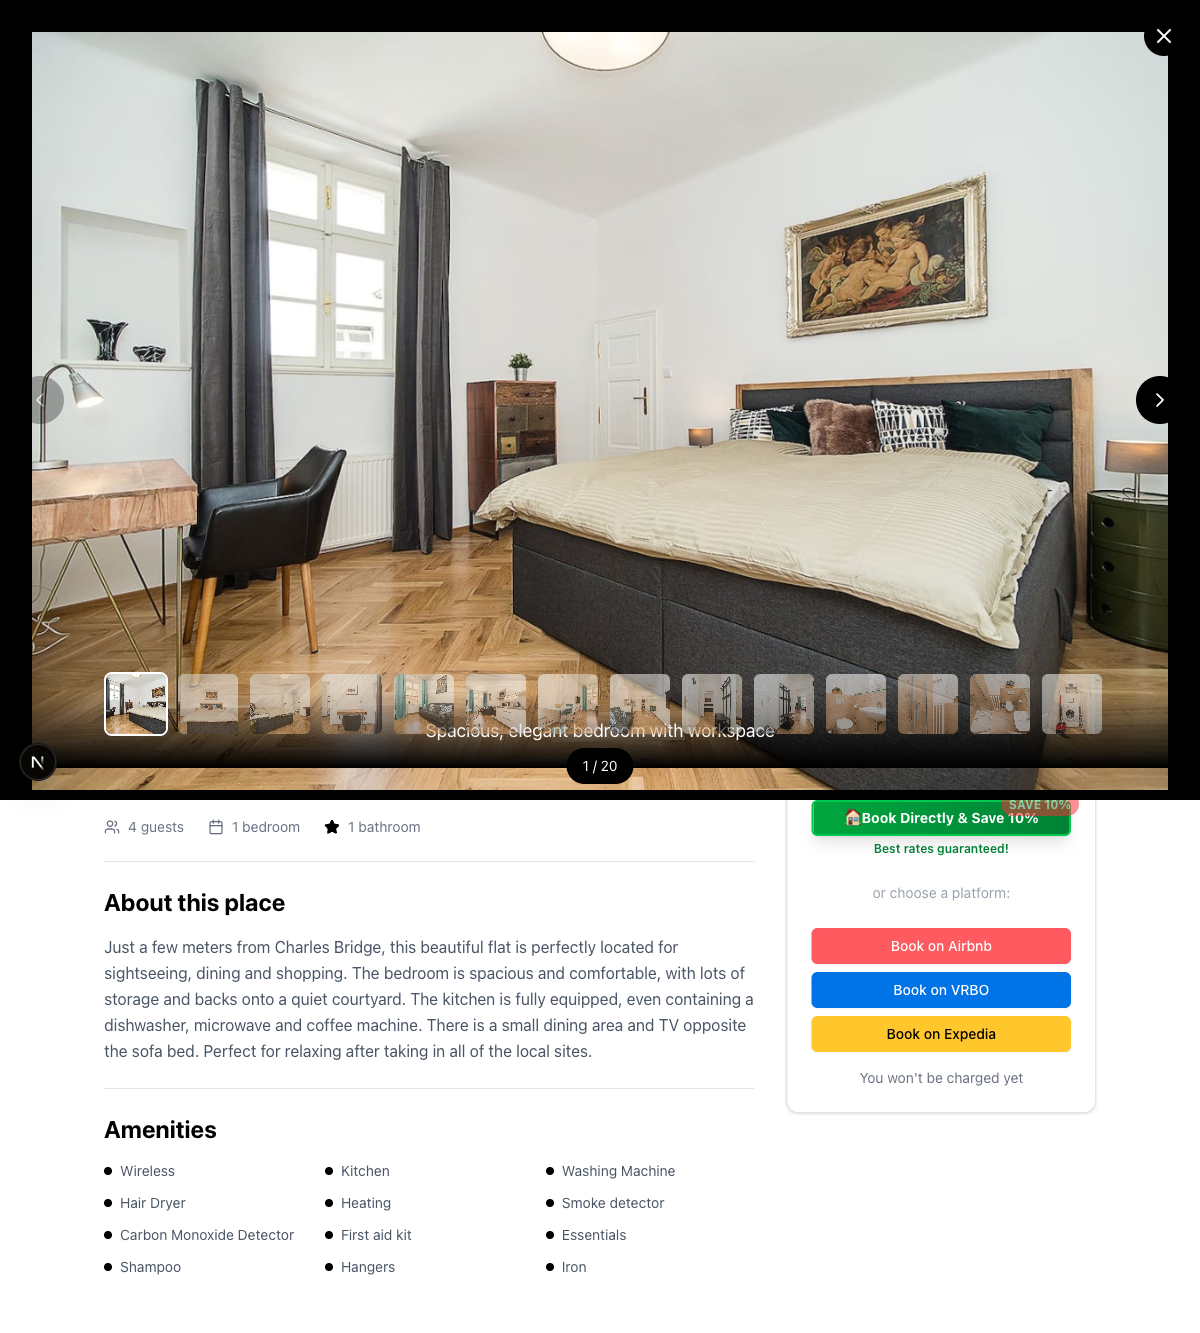 Spacious, elegant bedroom with workspace
N
1 / 20
SAVE 10%
4 guests
1 bedroom
1 bathroom
🏠Book Directly & Save 10%
Best rates guaranteed!
or choose a platform:
Book on Airbnb
Book on VRBO
Book on Expedia
You won't be charged yet
About this place
Just a few meters from Charles Bridge, this beautiful flat is perfectly located for
sightseeing, dining and shopping. The bedroom is spacious and comfortable, with lots of
storage and backs onto a quiet courtyard. The kitchen is fully equipped, even containing a
dishwasher, microwave and coffee machine. There is a small dining area and TV opposite
the sofa bed. Perfect for relaxing after taking in all of the local sites.
Amenities
Wireless
Kitchen
Washing Machine
Hair Dryer
Heating
Smoke detector
Carbon Monoxide Detector
First aid kit
Essentials
Shampoo
Hangers
Iron